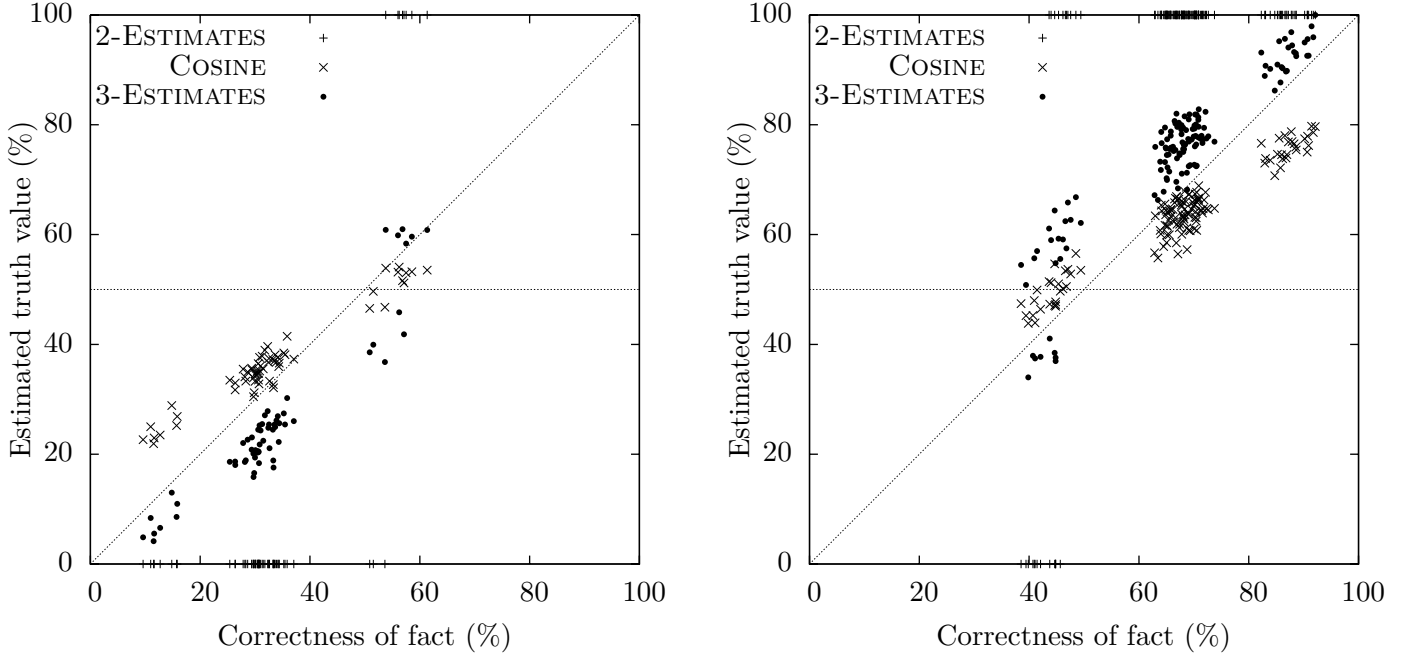 100
80
60
40
20
0
Estimated truth value (%)
2-ESTIMATES
COSINE
3-ESTIMATES
0 20 40 60 80 100
Correctness of fact (%)
100
80
60
40
20
0
Estimated truth value (%)
2-ESTIMATES
COSINE
3-ESTIMATES
0 20 40 60 80 100
Correctness of fact (%)